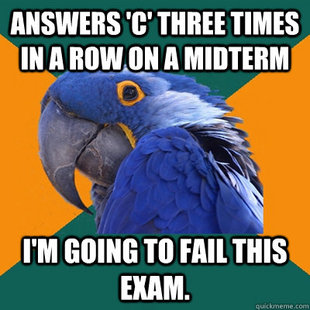 ANSWERS 'C' THREE TIMES
IN A ROW ON A MIDTERM
I'M GOING TO FAIL THIS
EXAM.
quickmeme.com